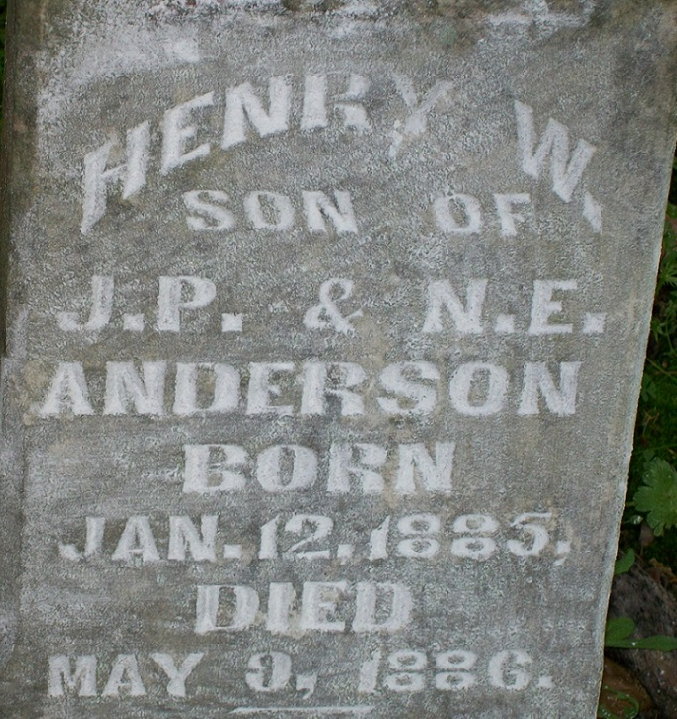 HENRY W.
SON OF
J.P. & N.E.
ANDERSON
BORN
JAN. 12. 1885,
DIED
MAY 9, 1886.